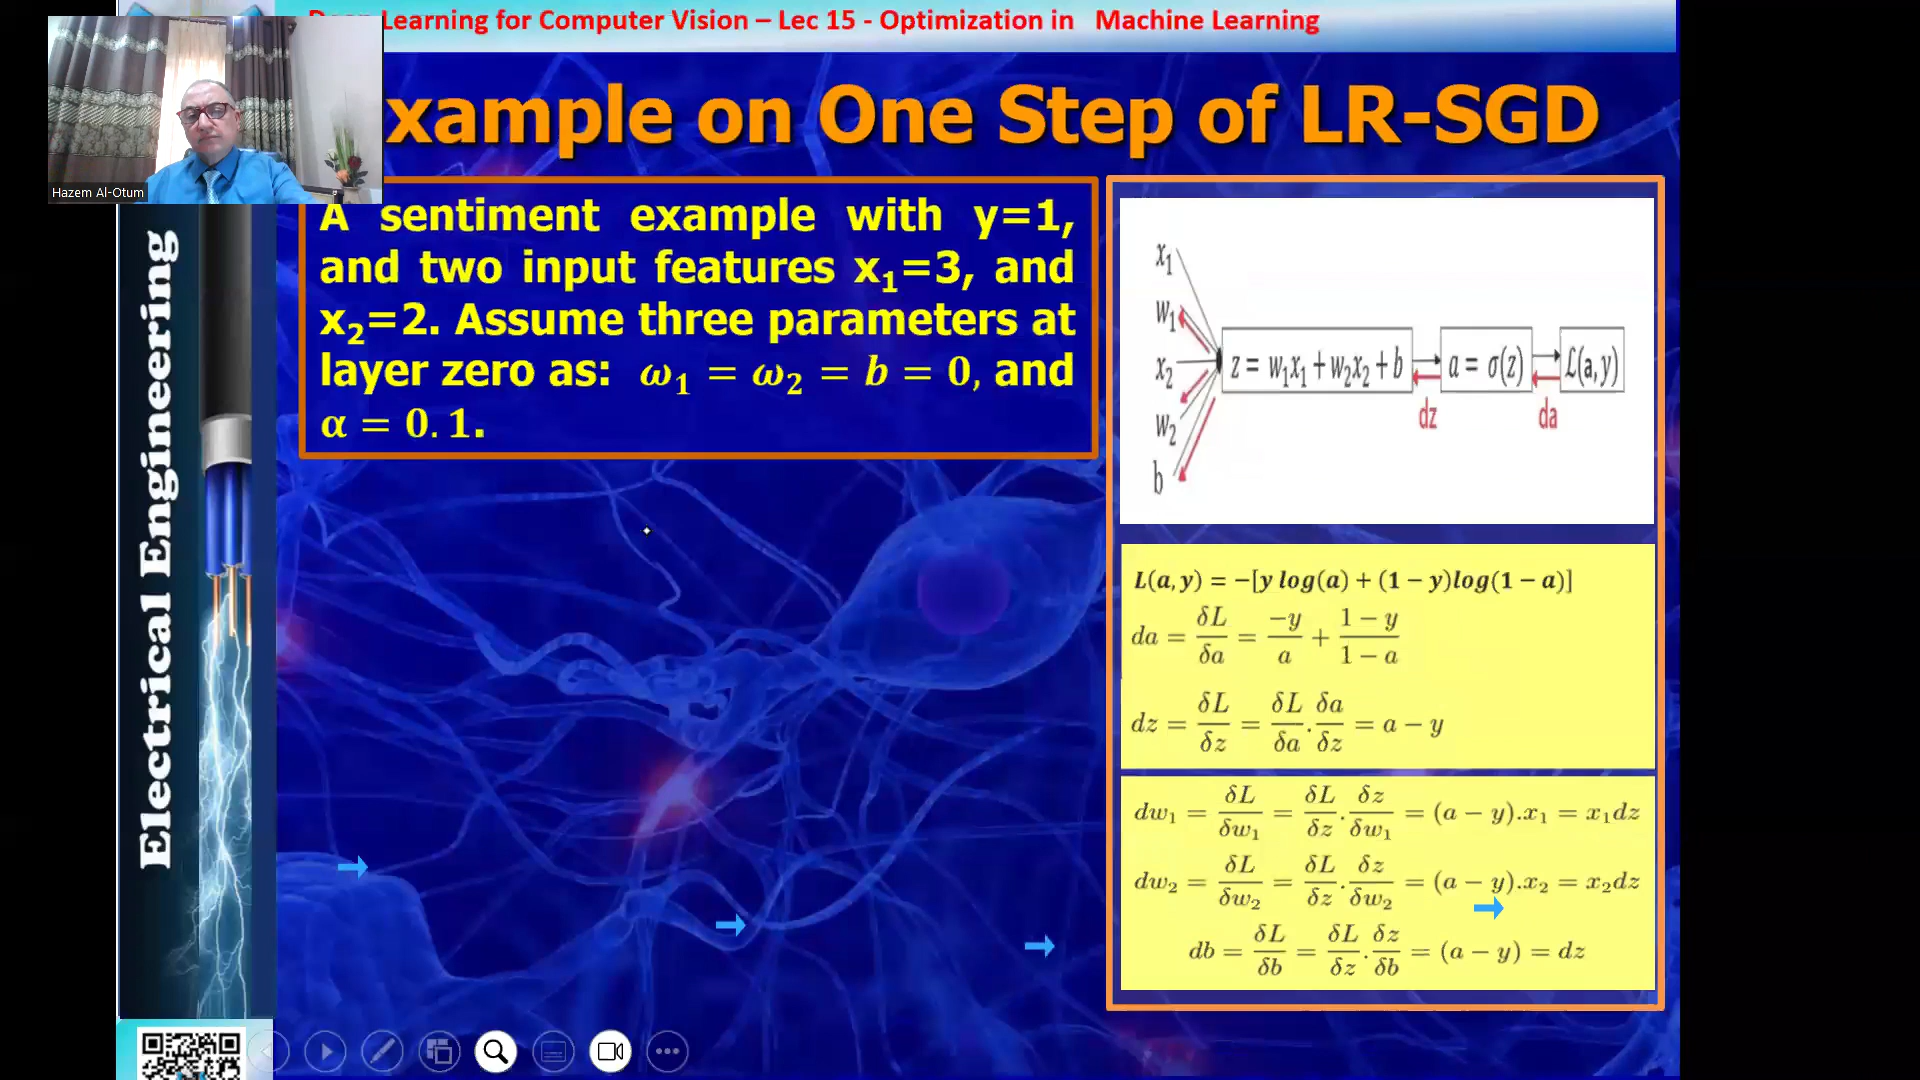 Learning for Computer Vision – Lec 15 - Optimization in Machine Learning
xample on One Step of LR-SGD
Hazem Al-Otum
Electrical Engineering
A sentiment example with y=1,
and two input features x₁=3, and
x₂=2. Assume three parameters at
layer zero as: ω₁ = ω₂ = b = 0, and
α = 0.1.
x₁
w₁
x₂
w₂
b
z = w₁x₁ + w₂x₂ + b
a = σ(z)
ℒ(a, y)
dz
da
L(a, y) = −[y log(a) + (1 − y)log(1 − a)]
da = δL/δa = −y/a + (1 − y)/(1 − a)
dz = δL/δz = δL/δa . δa/δz = a − y
dw₁ = δL/δw₁ = δL/δz . δz/δw₁ = (a − y).x₁ = x₁dz
dw₂ = δL/δw₂ = δL/δz . δz/δw₂ = (a − y).x₂ = x₂dz
db = δL/δb = δL/δz . δz/δb = (a − y) = dz